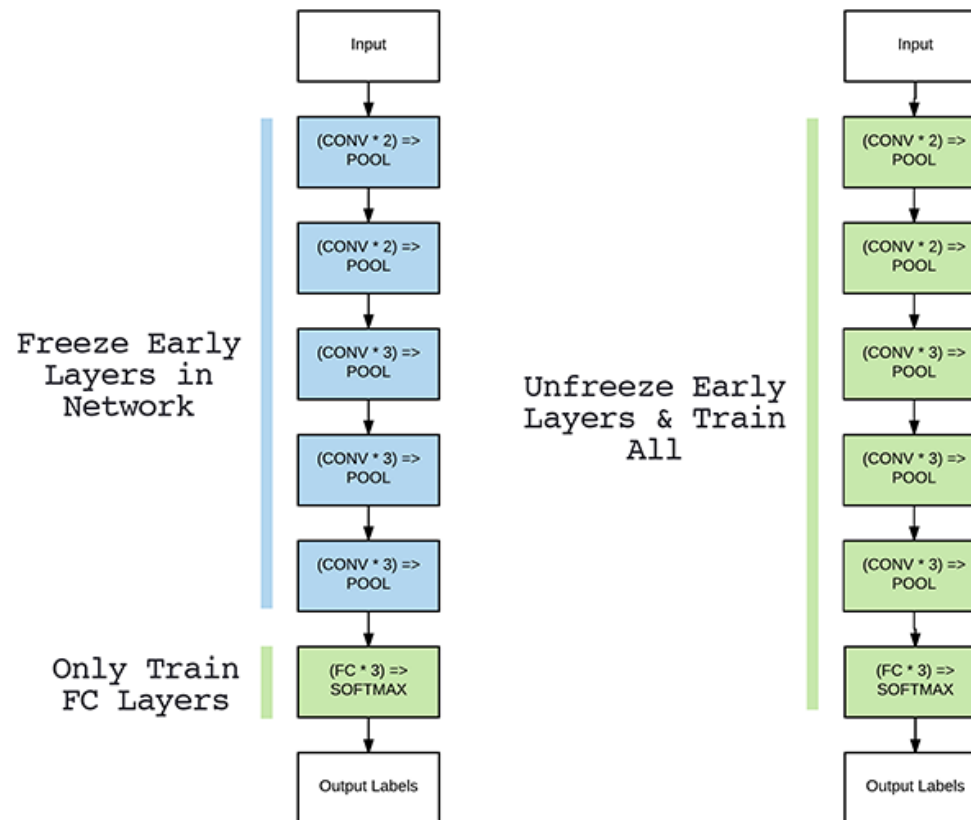 Input
(CONV * 2) =>
POOL
(CONV * 2) =>
POOL
(CONV * 3) =>
POOL
(CONV * 3) =>
POOL
(CONV * 3) =>
POOL
(FC * 3) =>
SOFTMAX
Output Labels
Freeze Early
Layers in
Network
Only Train
FC Layers
Input
(CONV * 2) =>
POOL
(CONV * 2) =>
POOL
(CONV * 3) =>
POOL
(CONV * 3) =>
POOL
(CONV * 3) =>
POOL
(FC * 3) =>
SOFTMAX
Output Labels
Unfreeze Early
Layers & Train
All